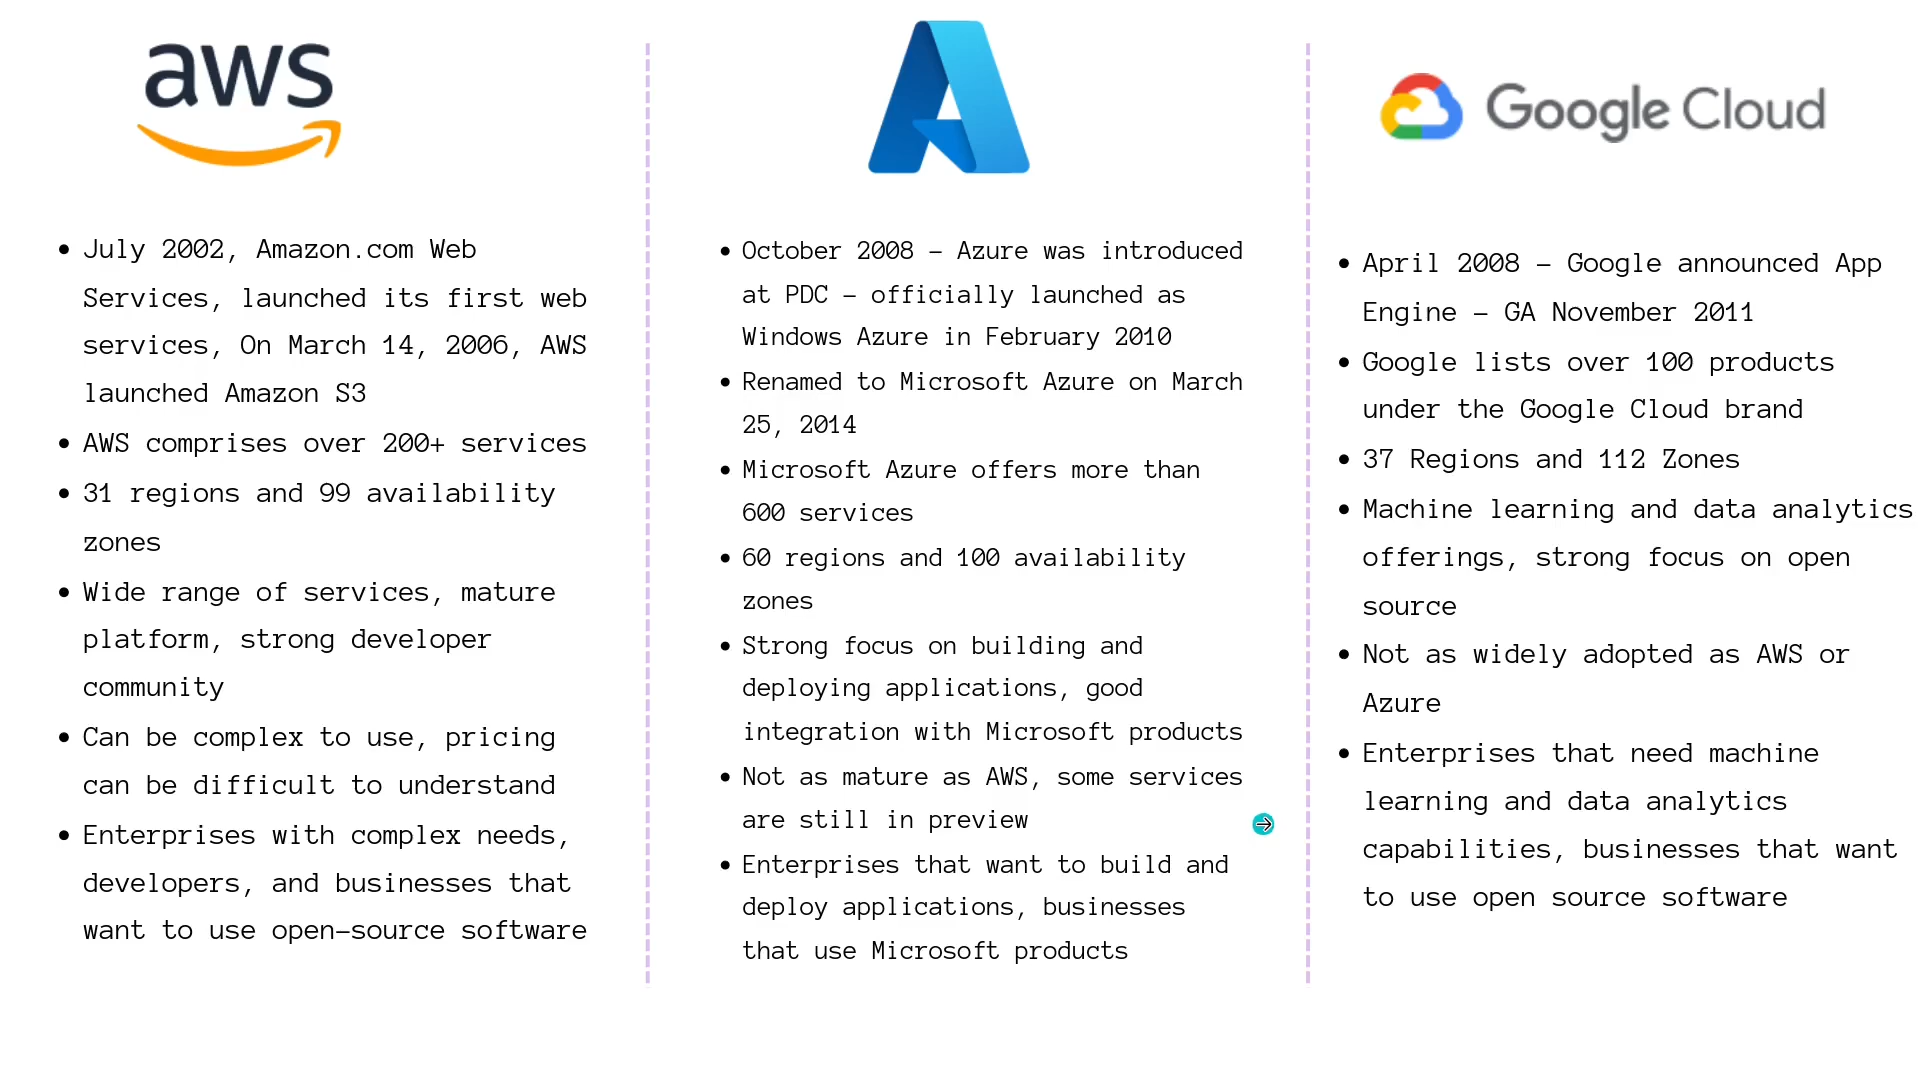 aws
• July 2002, Amazon.com Web
Services, launched its first web
services, On March 14, 2006, AWS
launched Amazon S3
• AWS comprises over 200+ services
• 31 regions and 99 availability
zones
• Wide range of services, mature
platform, strong developer
community
• Can be complex to use, pricing
can be difficult to understand
• Enterprises with complex needs,
developers, and businesses that
want to use open-source software
• October 2008 - Azure was introduced
at PDC - officially launched as
Windows Azure in February 2010
• Renamed to Microsoft Azure on March
25, 2014
• Microsoft Azure offers more than
600 services
• 60 regions and 100 availability
zones
• Strong focus on building and
deploying applications, good
integration with Microsoft products
• Not as mature as AWS, some services
are still in preview
• Enterprises that want to build and
deploy applications, businesses
that use Microsoft products
Google Cloud
• April 2008 - Google announced App
Engine - GA November 2011
• Google lists over 100 products
under the Google Cloud brand
• 37 Regions and 112 Zones
• Machine learning and data analytics
offerings, strong focus on open
source
• Not as widely adopted as AWS or
Azure
• Enterprises that need machine
learning and data analytics
capabilities, businesses that want
to use open source software